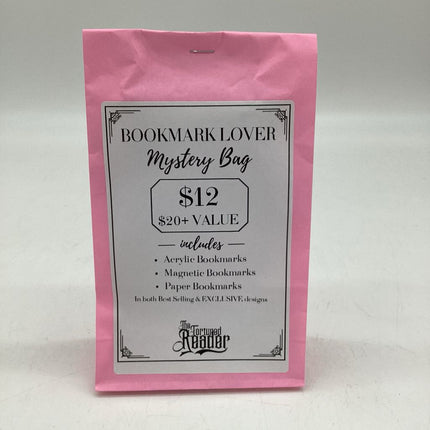 BOOKMARK LOVER
Mystery Bag
$12
$20+ VALUE
includes
• Acrylic Bookmarks
• Magnetic Bookmarks
• Paper Bookmarks
In both Best Selling & EXCLUSIVE designs
The
Tortured
Reader